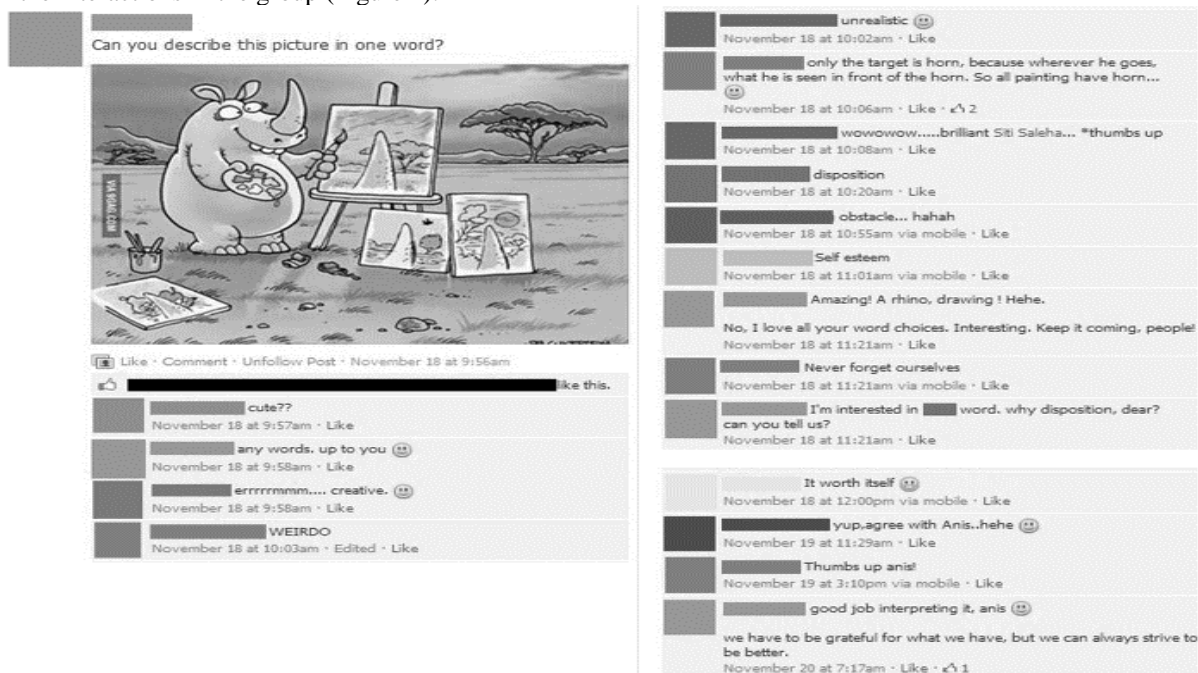 Can you describe this picture in one word?
VIA 9GAG.COM
Like · Comment · Unfollow Post · November 18 at 9:56am
like this.
cute??
November 18 at 9:57am · Like
any words. up to you
November 18 at 9:58am · Like
errrrrmmm.... creative.
November 18 at 9:58am · Like
WEIRDO
November 18 at 10:03am · Edited · Like
unrealistic
November 18 at 10:02am · Like
only the target is horn, because wherever he goes,
what he is seen in front of the horn. So all painting have horn...
November 18 at 10:06am · Like · 2
wowowow.....brilliant Siti Saleha... *thumbs up
November 18 at 10:08am · Like
disposition
November 18 at 10:20am · Like
obstacle... hahah
November 18 at 10:55am via mobile · Like
Self esteem
November 18 at 11:01am via mobile · Like
Amazing! A rhino, drawing ! Hehe.
No, I love all your word choices. Interesting. Keep it coming, people!
November 18 at 11:21am · Like
Never forget ourselves
November 18 at 11:21am via mobile · Like
I'm interested in word. why disposition, dear?
can you tell us?
November 18 at 11:21am · Like
It worth itself
November 18 at 12:00pm via mobile · Like
yup,agree with Anis..hehe
November 19 at 11:29am · Like
Thumbs up anis!
November 19 at 3:10pm via mobile · Like
good job interpreting it, anis
we have to be grateful for what we have, but we can always strive to
be better.
November 20 at 7:17am · Like · 1